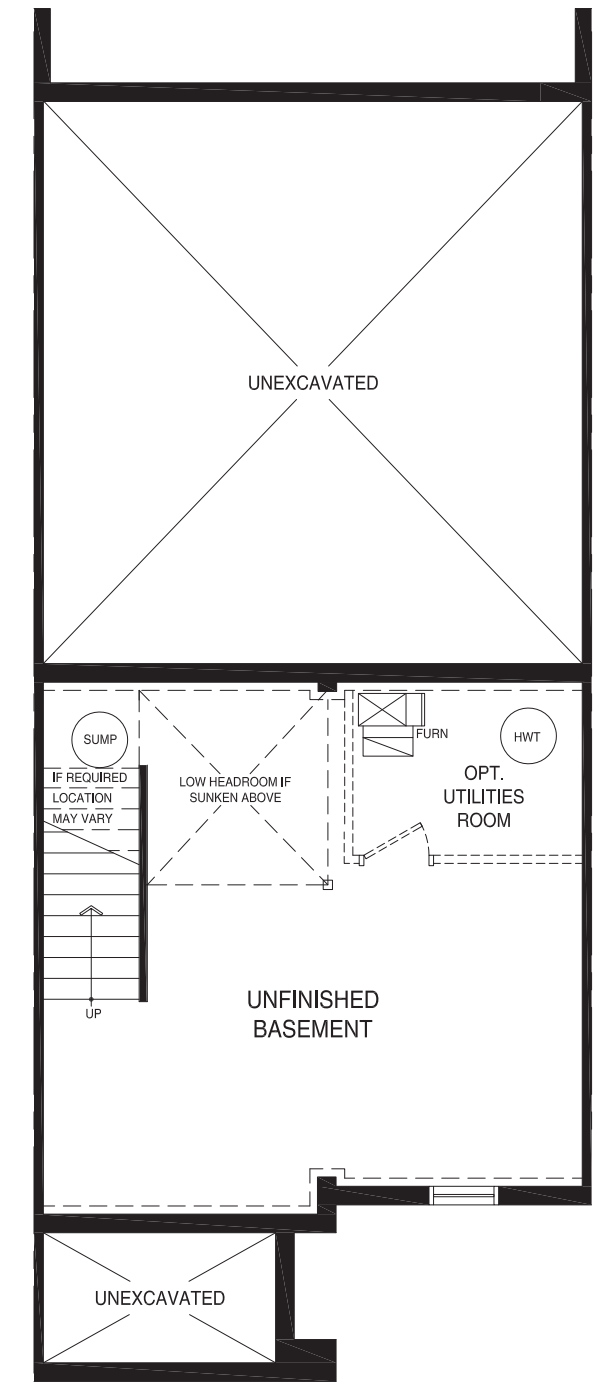 UNEXCAVATED
SUMP
FURN
HWT
IF REQUIRED
LOCATION
MAY VARY
LOW HEADROOM IF
SUNKEN ABOVE
OPT.
UTILITIES
ROOM
UP
UNFINISHED
BASEMENT
UNEXCAVATED